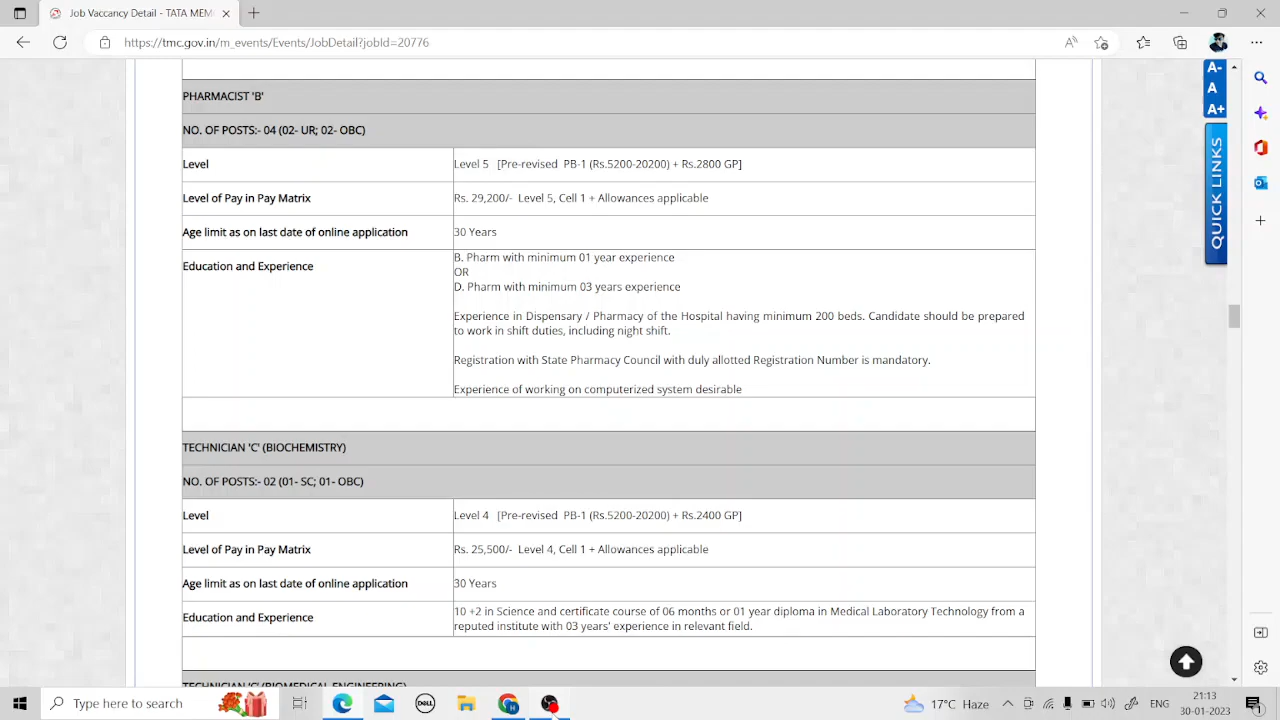 Job Vaccancy Detail - TATA MEM
https://tmc.gov.in/m_events/Events/JobDetail?jobId=20776
A-
A
A+
QUICK LINKS
PHARMACIST 'B'
NO. OF POSTS:- 04 (02- UR; 02- OBC)
Level
Level 5 [Pre-revised PB-1 (Rs.5200-20200) + Rs.2800 GP]
Level of Pay in Pay Matrix
Rs. 29,200/- Level 5, Cell 1 + Allowances applicable
Age limit as on last date of online application
30 Years
Education and Experience
B. Pharm with minimum 01 year experience
OR
D. Pharm with minimum 03 years experience
Experience in Dispensary / Pharmacy of the Hospital having minimum 200 beds. Candidate should be prepared
to work in shift duties, including night shift.
Registration with State Pharmacy Council with duly allotted Registration Number is mandatory.
Experience of working on computerized system desirable
TECHNICIAN 'C' (BIOCHEMISTRY)
NO. OF POSTS:- 02 (01- SC; 01- OBC)
Level
Level 4 [Pre-revised PB-1 (Rs.5200-20200) + Rs.2400 GP]
Level of Pay in Pay Matrix
Rs. 25,500/- Level 4, Cell 1 + Allowances applicable
Age limit as on last date of online application
30 Years
Education and Experience
10 +2 in Science and certificate course of 06 months or 01 year diploma in Medical Laboratory Technology from a
reputed institute with 03 years' experience in relevant field.
TECHNICIAN 'C' (BIOMEDICAL ENGINEERING)
Type here to search
DELL
17°C Haze
ENG
21:13
30-01-2023